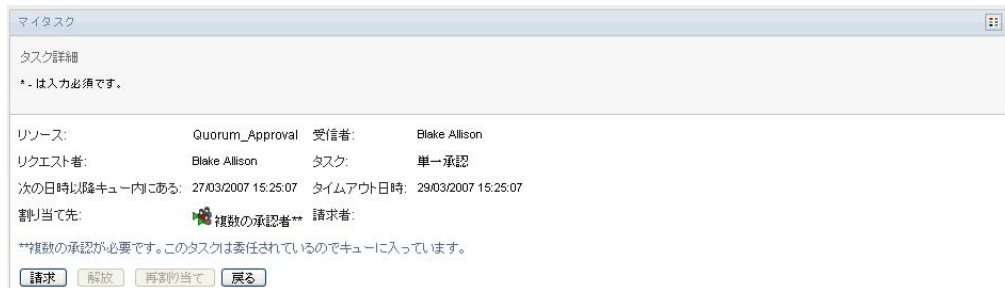 マイタスク
タスク詳細
* - は入力必須です。
リソース: Quorum_Approval 受信者: Blake Allison
リクエスト者: Blake Allison タスク: 単一承認
次の日時以降キュー内にある: 27/03/2007 15:25:07 タイムアウト日時: 29/03/2007 15:25:07
割り当て先: 複数の承認者** 請求者:
**複数の承認が必要です。このタスクは委任されているのでキューに入っています。
請求 解放 再割り当て 戻る